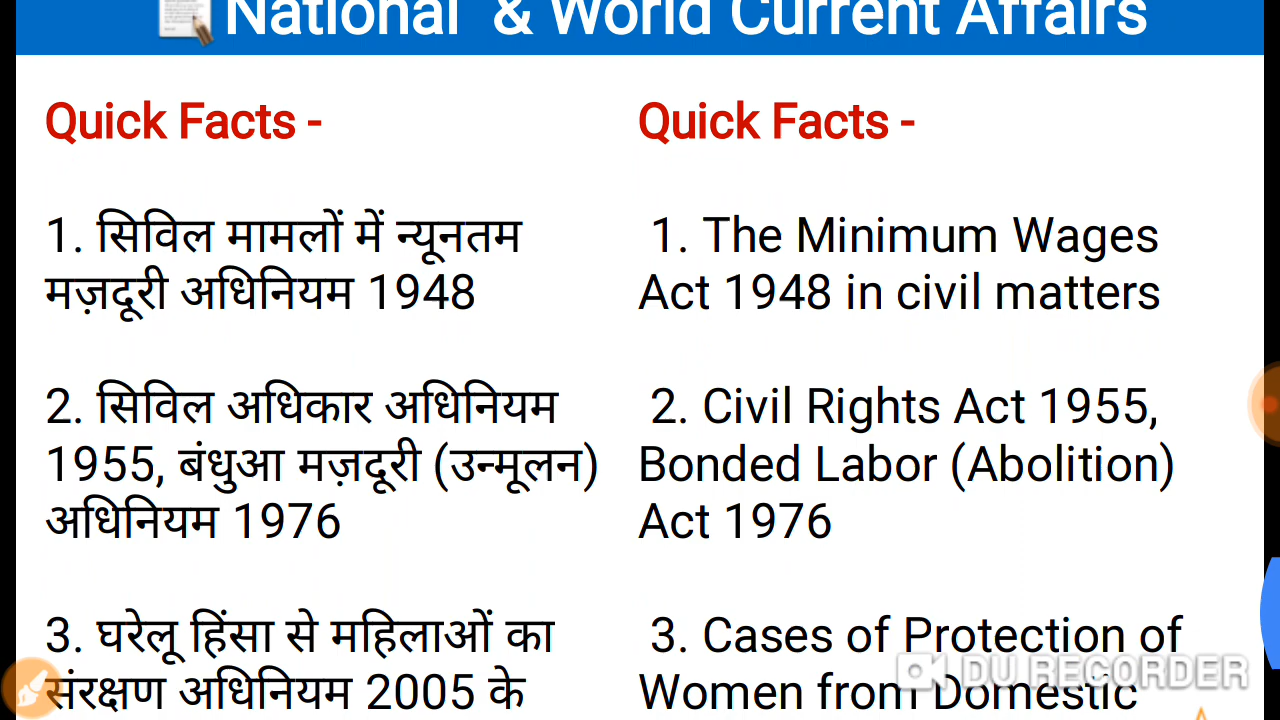 National & World Current Affairs
Quick Facts -
1. सिविल मामलों में न्यूनतम
मज़दूरी अधिनियम 1948
2. सिविल अधिकार अधिनियम
1955, बंधुआ मज़दूरी (उन्मूलन)
अधिनियम 1976
3. घरेलू हिंसा से महिलाओं का
संरक्षण अधिनियम 2005 के
Quick Facts -
1. The Minimum Wages
Act 1948 in civil matters
2. Civil Rights Act 1955,
Bonded Labor (Abolition)
Act 1976
3. Cases of Protection of
Women from Domestic
DU RECORDER